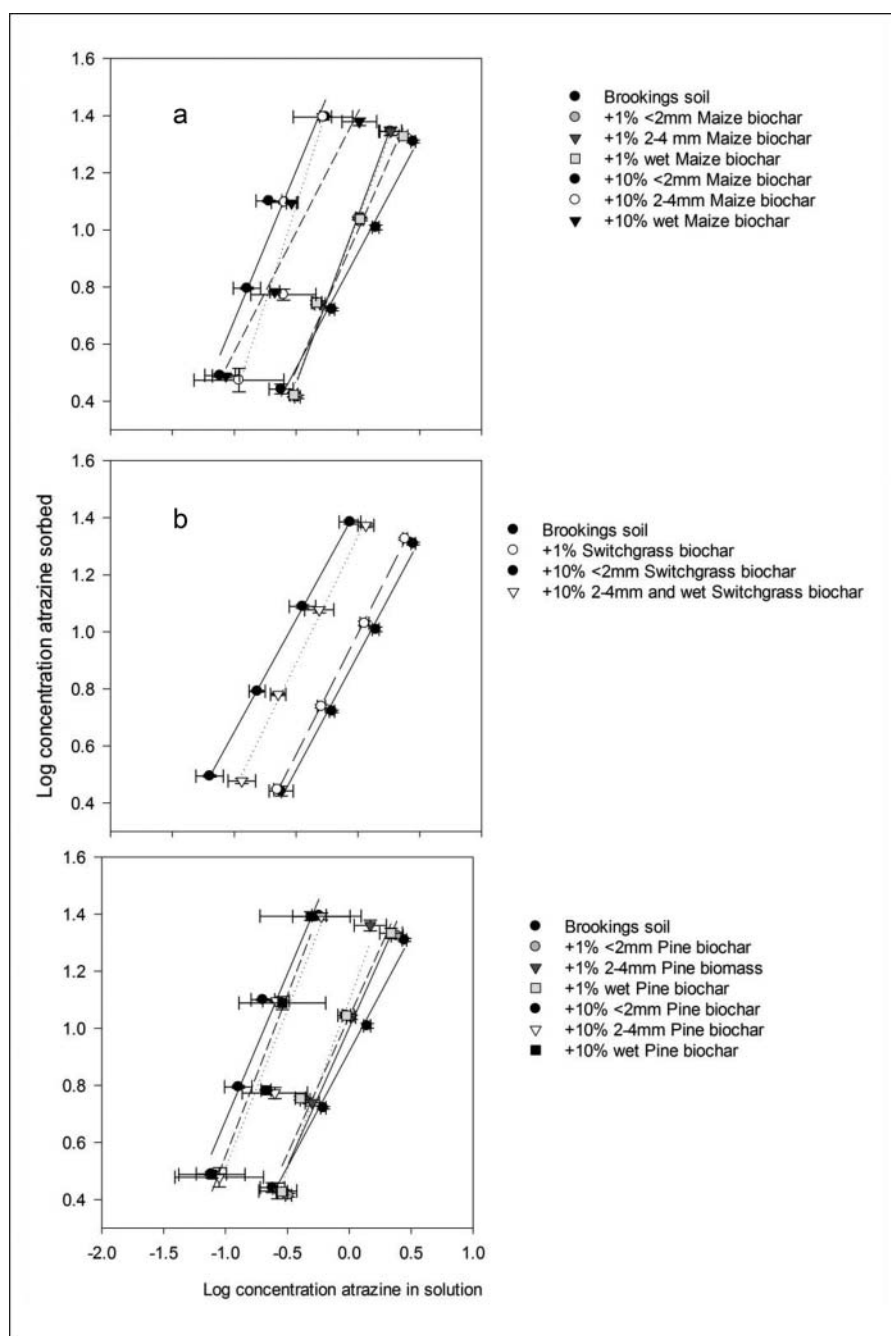 a
1.6
1.4
1.2
1.0
0.8
0.6
0.4
Brookings soil
+1% <2mm Maize biochar
+1% 2-4 mm Maize biochar
+1% wet Maize biochar
+10% <2mm Maize biochar
+10% 2-4mm Maize biochar
+10% wet Maize biochar
Log concentration atrazine sorbed
b
1.6
1.4
1.2
1.0
0.8
0.6
0.4
Brookings soil
+1% Switchgrass biochar
+10% <2mm Switchgrass biochar
+10% 2-4mm and wet Switchgrass biochar
1.6
1.4
1.2
1.0
0.8
0.6
0.4
Brookings soil
+1% <2mm Pine biochar
+1% 2-4mm Pine biomass
+1% wet Pine biochar
+10% <2mm Pine biochar
+10% 2-4mm Pine biochar
+10% wet Pine biochar
-2.0 -1.0 -0.5 0.0 0.5 1.0
Log concentration atrazine in solution